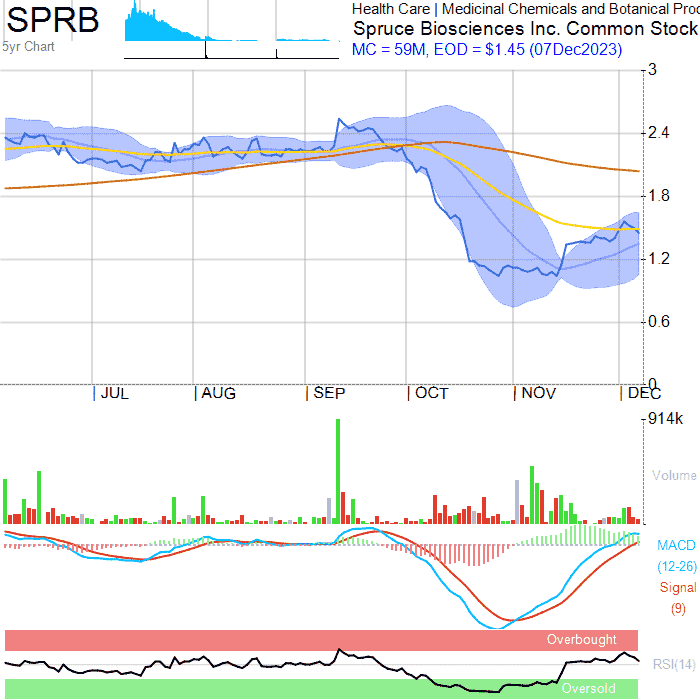 SPRB
5yr Chart
Health Care | Medicinal Chemicals and Botanical Proc
Spruce Biosciences Inc. Common Stock
MC = 59M, EOD = $1.45 (07Dec2023)
3
2.4
1.8
1.2
0.6
0
| JUL
| AUG
| SEP
| OCT
| NOV
| DEC
914k
Volume
MACD
(12-26)
Signal
(9)
Overbought
RSI(14)
Oversold